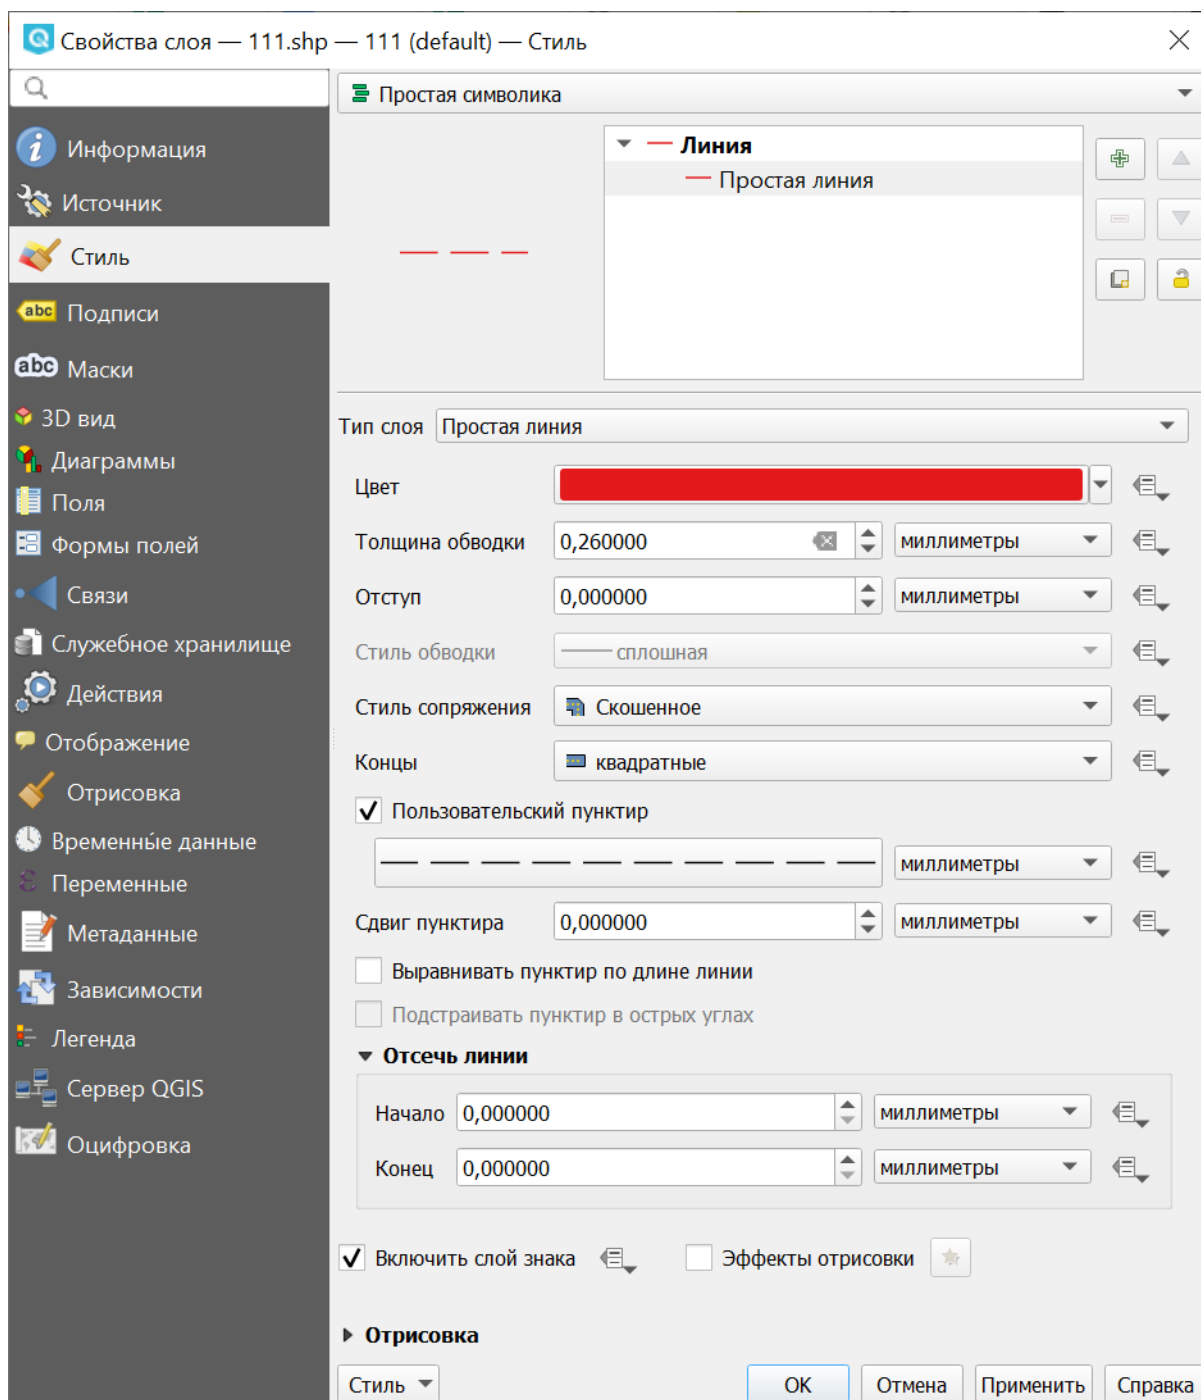 Свойства слоя — 111.shp — 111 (default) — Стиль
Информация
Источник
Стиль
Подписи
Маски
3D вид
Диаграммы
Поля
Формы полей
Связи
Служебное хранилище
Действия
Отображение
Отрисовка
Временны́е данные
Переменные
Метаданные
Зависимости
Легенда
Сервер QGIS
Оцифровка
Простая символика
Линия
Простая линия
Тип слоя Простая линия
Цвет
Толщина обводки 0,260000 миллиметры
Отступ 0,000000 миллиметры
Стиль обводки сплошная
Стиль сопряжения Скошенное
Концы квадратные
Пользовательский пунктир
миллиметры
Сдвиг пунктира 0,000000 миллиметры
Выравнивать пунктир по длине линии
Подстраивать пунктир в острых углах
Отсечь линии
Начало 0,000000 миллиметры
Конец 0,000000 миллиметры
Включить слой знака Эффекты отрисовки
Отрисовка
Стиль OK Отмена Применить Справка